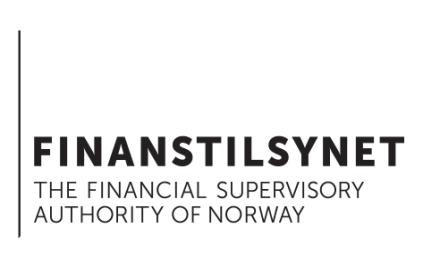 FINANSTILSYNET
THE FINANCIAL SUPERVISORY
AUTHORITY OF NORWAY